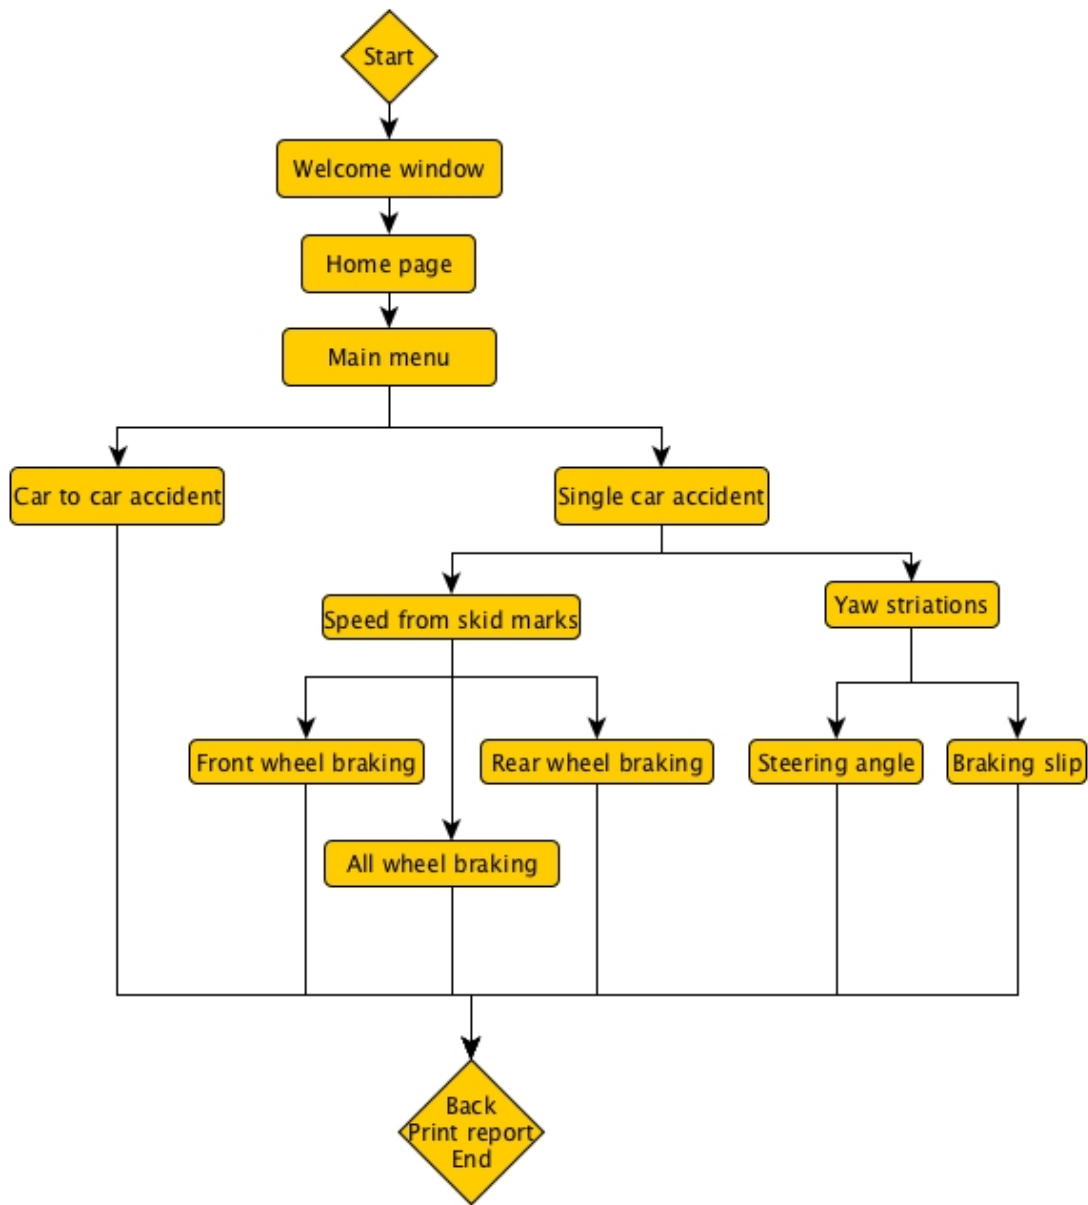 Start
Welcome window
Home page
Main menu
Car to car accident
Single car accident
Speed from skid marks
Yaw striations
Front wheel braking
Rear wheel braking
Steering angle
Braking slip
All wheel braking
Back
Print report
End